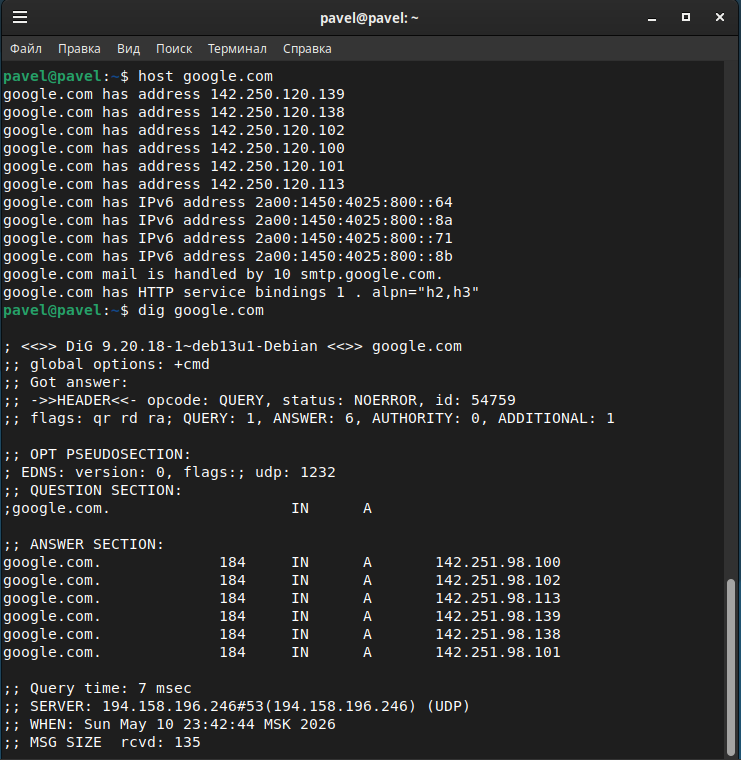 pavel@pavel: ~
Файл Правка Вид Поиск Терминал Справка
pavel@pavel:~$ host google.com
google.com has address 142.250.120.139
google.com has address 142.250.120.138
google.com has address 142.250.120.102
google.com has address 142.250.120.100
google.com has address 142.250.120.101
google.com has address 142.250.120.113
google.com has IPv6 address 2a00:1450:4025:800::64
google.com has IPv6 address 2a00:1450:4025:800::8a
google.com has IPv6 address 2a00:1450:4025:800::71
google.com has IPv6 address 2a00:1450:4025:800::8b
google.com mail is handled by 10 smtp.google.com.
google.com has HTTP service bindings 1 . alpn="h2,h3"
pavel@pavel:~$ dig google.com

; <<>> DiG 9.20.18-1~deb13u1-Debian <<>> google.com
;; global options: +cmd
;; Got answer:
;; ->>HEADER<<- opcode: QUERY, status: NOERROR, id: 54759
;; flags: qr rd ra; QUERY: 1, ANSWER: 6, AUTHORITY: 0, ADDITIONAL: 1

;; OPT PSEUDOSECTION:
; EDNS: version: 0, flags:; udp: 1232
;; QUESTION SECTION:
;google.com. IN A

;; ANSWER SECTION:
google.com. 184 IN A 142.251.98.100
google.com. 184 IN A 142.251.98.102
google.com. 184 IN A 142.251.98.113
google.com. 184 IN A 142.251.98.139
google.com. 184 IN A 142.251.98.138
google.com. 184 IN A 142.251.98.101

;; Query time: 7 msec
;; SERVER: 194.158.196.246#53(194.158.196.246) (UDP)
;; WHEN: Sun May 10 23:42:44 MSK 2026
;; MSG SIZE  rcvd: 135